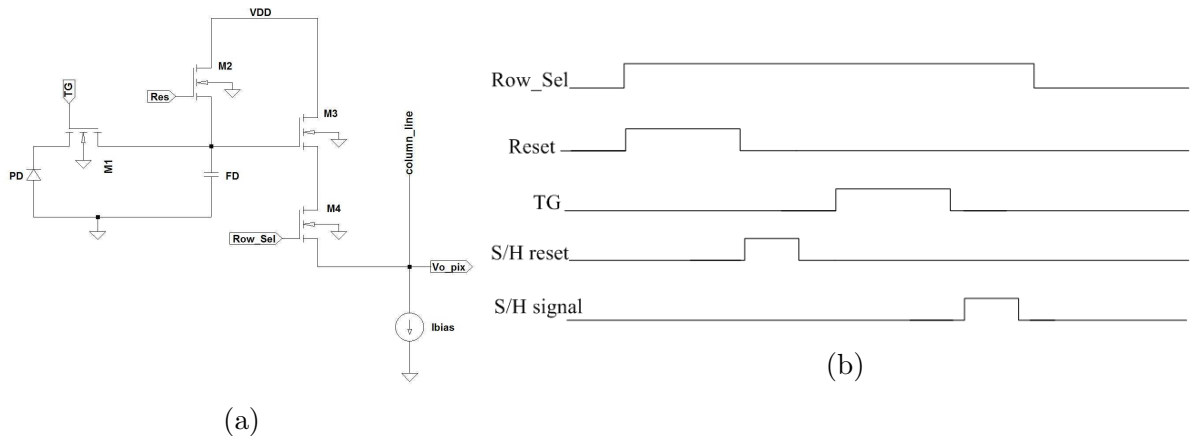 VDD
M2
TG
Res
M3
column_line
M1
PD
FD
M4
Row_Sel
Vo_pix
Ibias
(a)
Row_Sel
Reset
TG
S/H reset
S/H signal
(b)